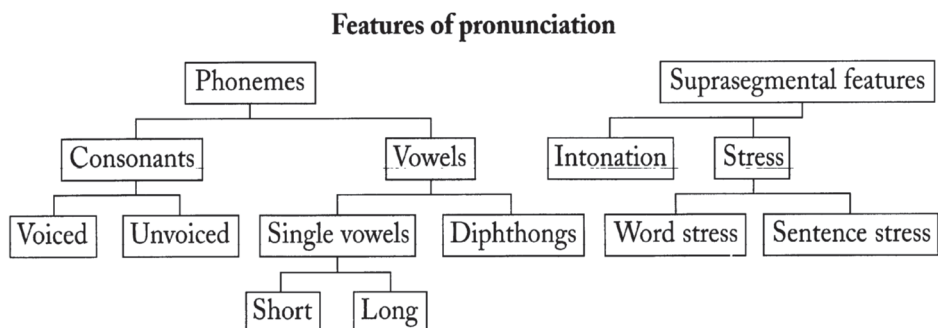 Features of pronunciation
Phonemes Suprasegmental features
Consonants Vowels Intonation Stress
Voiced Unvoiced Single vowels Diphthongs Word stress Sentence stress
Short Long